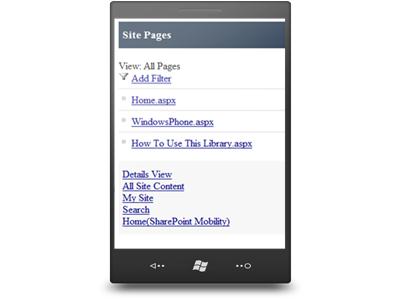 Site Pages
View: All Pages
Add Filter
Home.aspx
WindowsPhone.aspx
How To Use This Library.aspx
Details View
All Site Content
My Site
Search
Home(SharePoint Mobility)